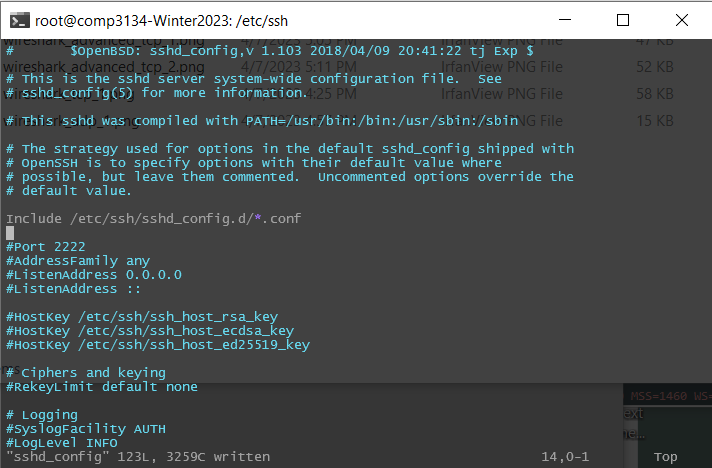 root@comp3134-Winter2023: /etc/ssh
wireshark_advanced_tcp_1.png 4/7/2023 5:05 PM IrfanView PNG File 47 KB
# $OpenBSD: sshd_config,v 1.103 2018/04/09 20:41:22 tj Exp $
wireshark_advanced_tcp_2.png 4/7/2023 5:11 PM IrfanView PNG File 52 KB
# This is the sshd server system-wide configuration file. See
# sshd_config(5) for more information.
4:25 PM IrfanView PNG File 58 KB
# This sshd was compiled with PATH=/usr/bin:/bin:/usr/sbin:/sbin
IrfanView PNG File 15 KB
# The strategy used for options in the default sshd_config shipped with
# OpenSSH is to specify options with their default value where
# possible, but leave them commented. Uncommented options override the
# default value.
Include /etc/ssh/sshd_config.d/*.conf
#Port 2222
#AddressFamily any
#ListenAddress 0.0.0.0
#ListenAddress ::
#HostKey /etc/ssh/ssh_host_rsa_key
#HostKey /etc/ssh/ssh_host_ecdsa_key
#HostKey /etc/ssh/ssh_host_ed25519_key
# Ciphers and keying
#RekeyLimit default none
MSS=1460 WS=
# Logging
#SyslogFacility AUTH
#LogLevel INFO
"sshd_config" 123L, 3259C written 14,0-1 Top